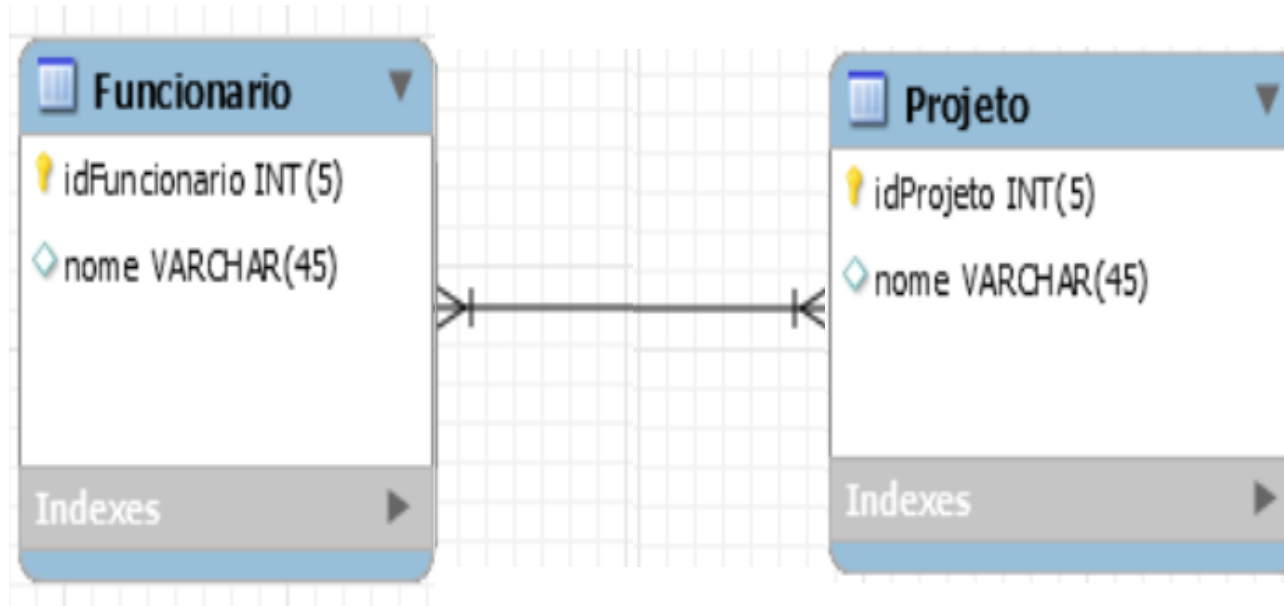 Funcionario
idFuncionario INT(5)
nome VARCHAR(45)
Indexes
Projeto
idProjeto INT(5)
nome VARCHAR(45)
Indexes